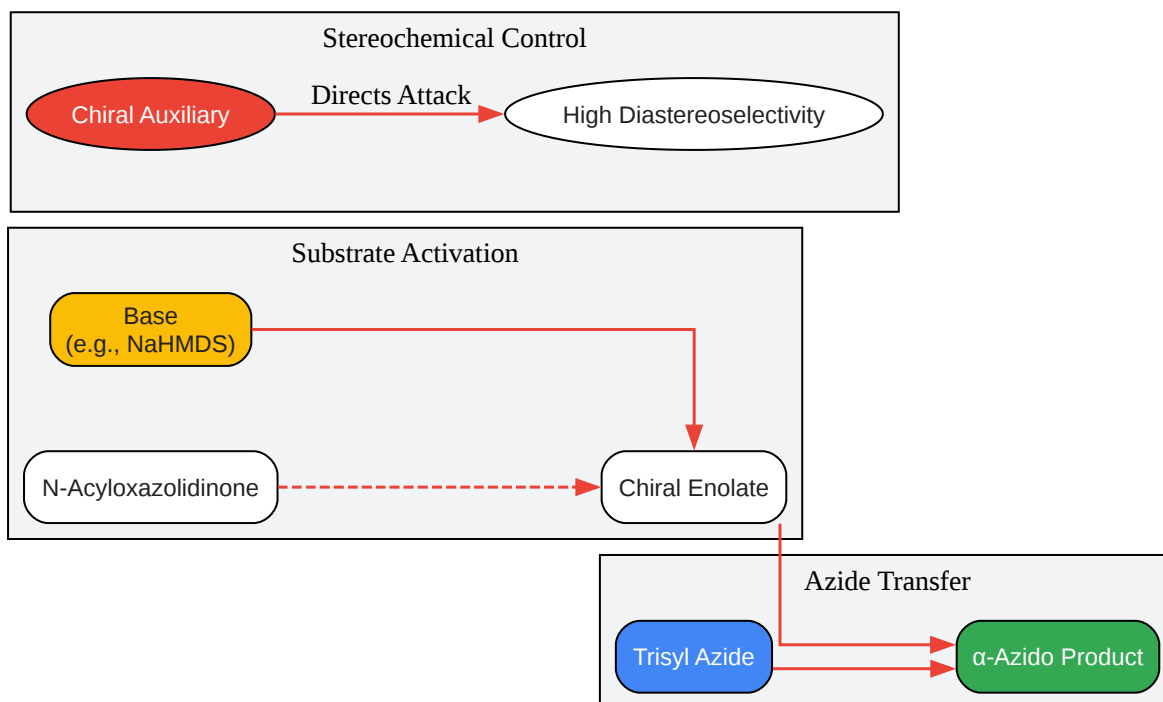 Stereochemical Control
Chiral Auxiliary
Directs Attack
High Diastereoselectivity
Substrate Activation
Base
(e.g., NaHMDS)
N-Acyloxazolidinone
Chiral Enolate
Azide Transfer
Trisyl Azide
α-Azido Product